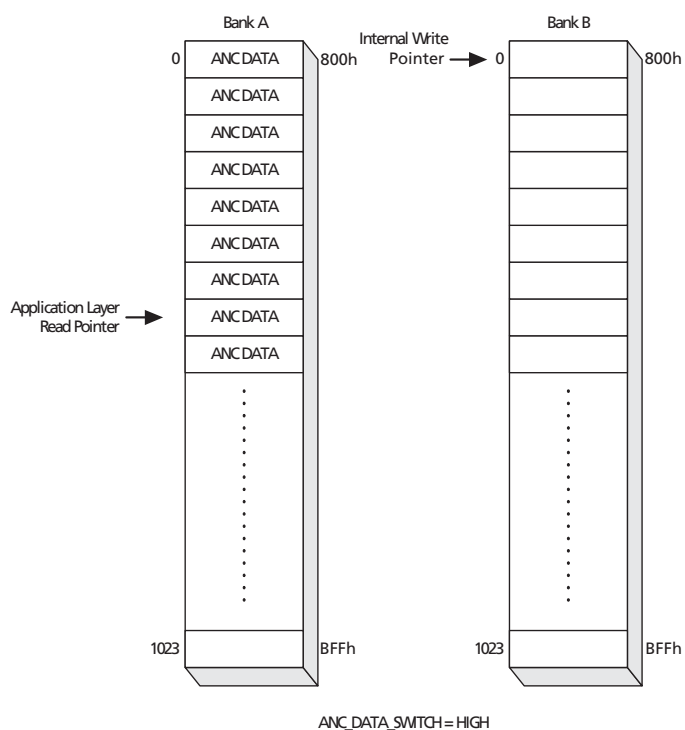 Bank A
Bank B
Internal Write
Pointer
0
ANC DATA
800h
0
800h
ANC DATA
ANC DATA
ANC DATA
ANC DATA
ANC DATA
ANC DATA
Application Layer
Read Pointer
ANC DATA
ANC DATA
1023
BFFh
1023
BFFh
ANC_DATA_SWITCH = HIGH